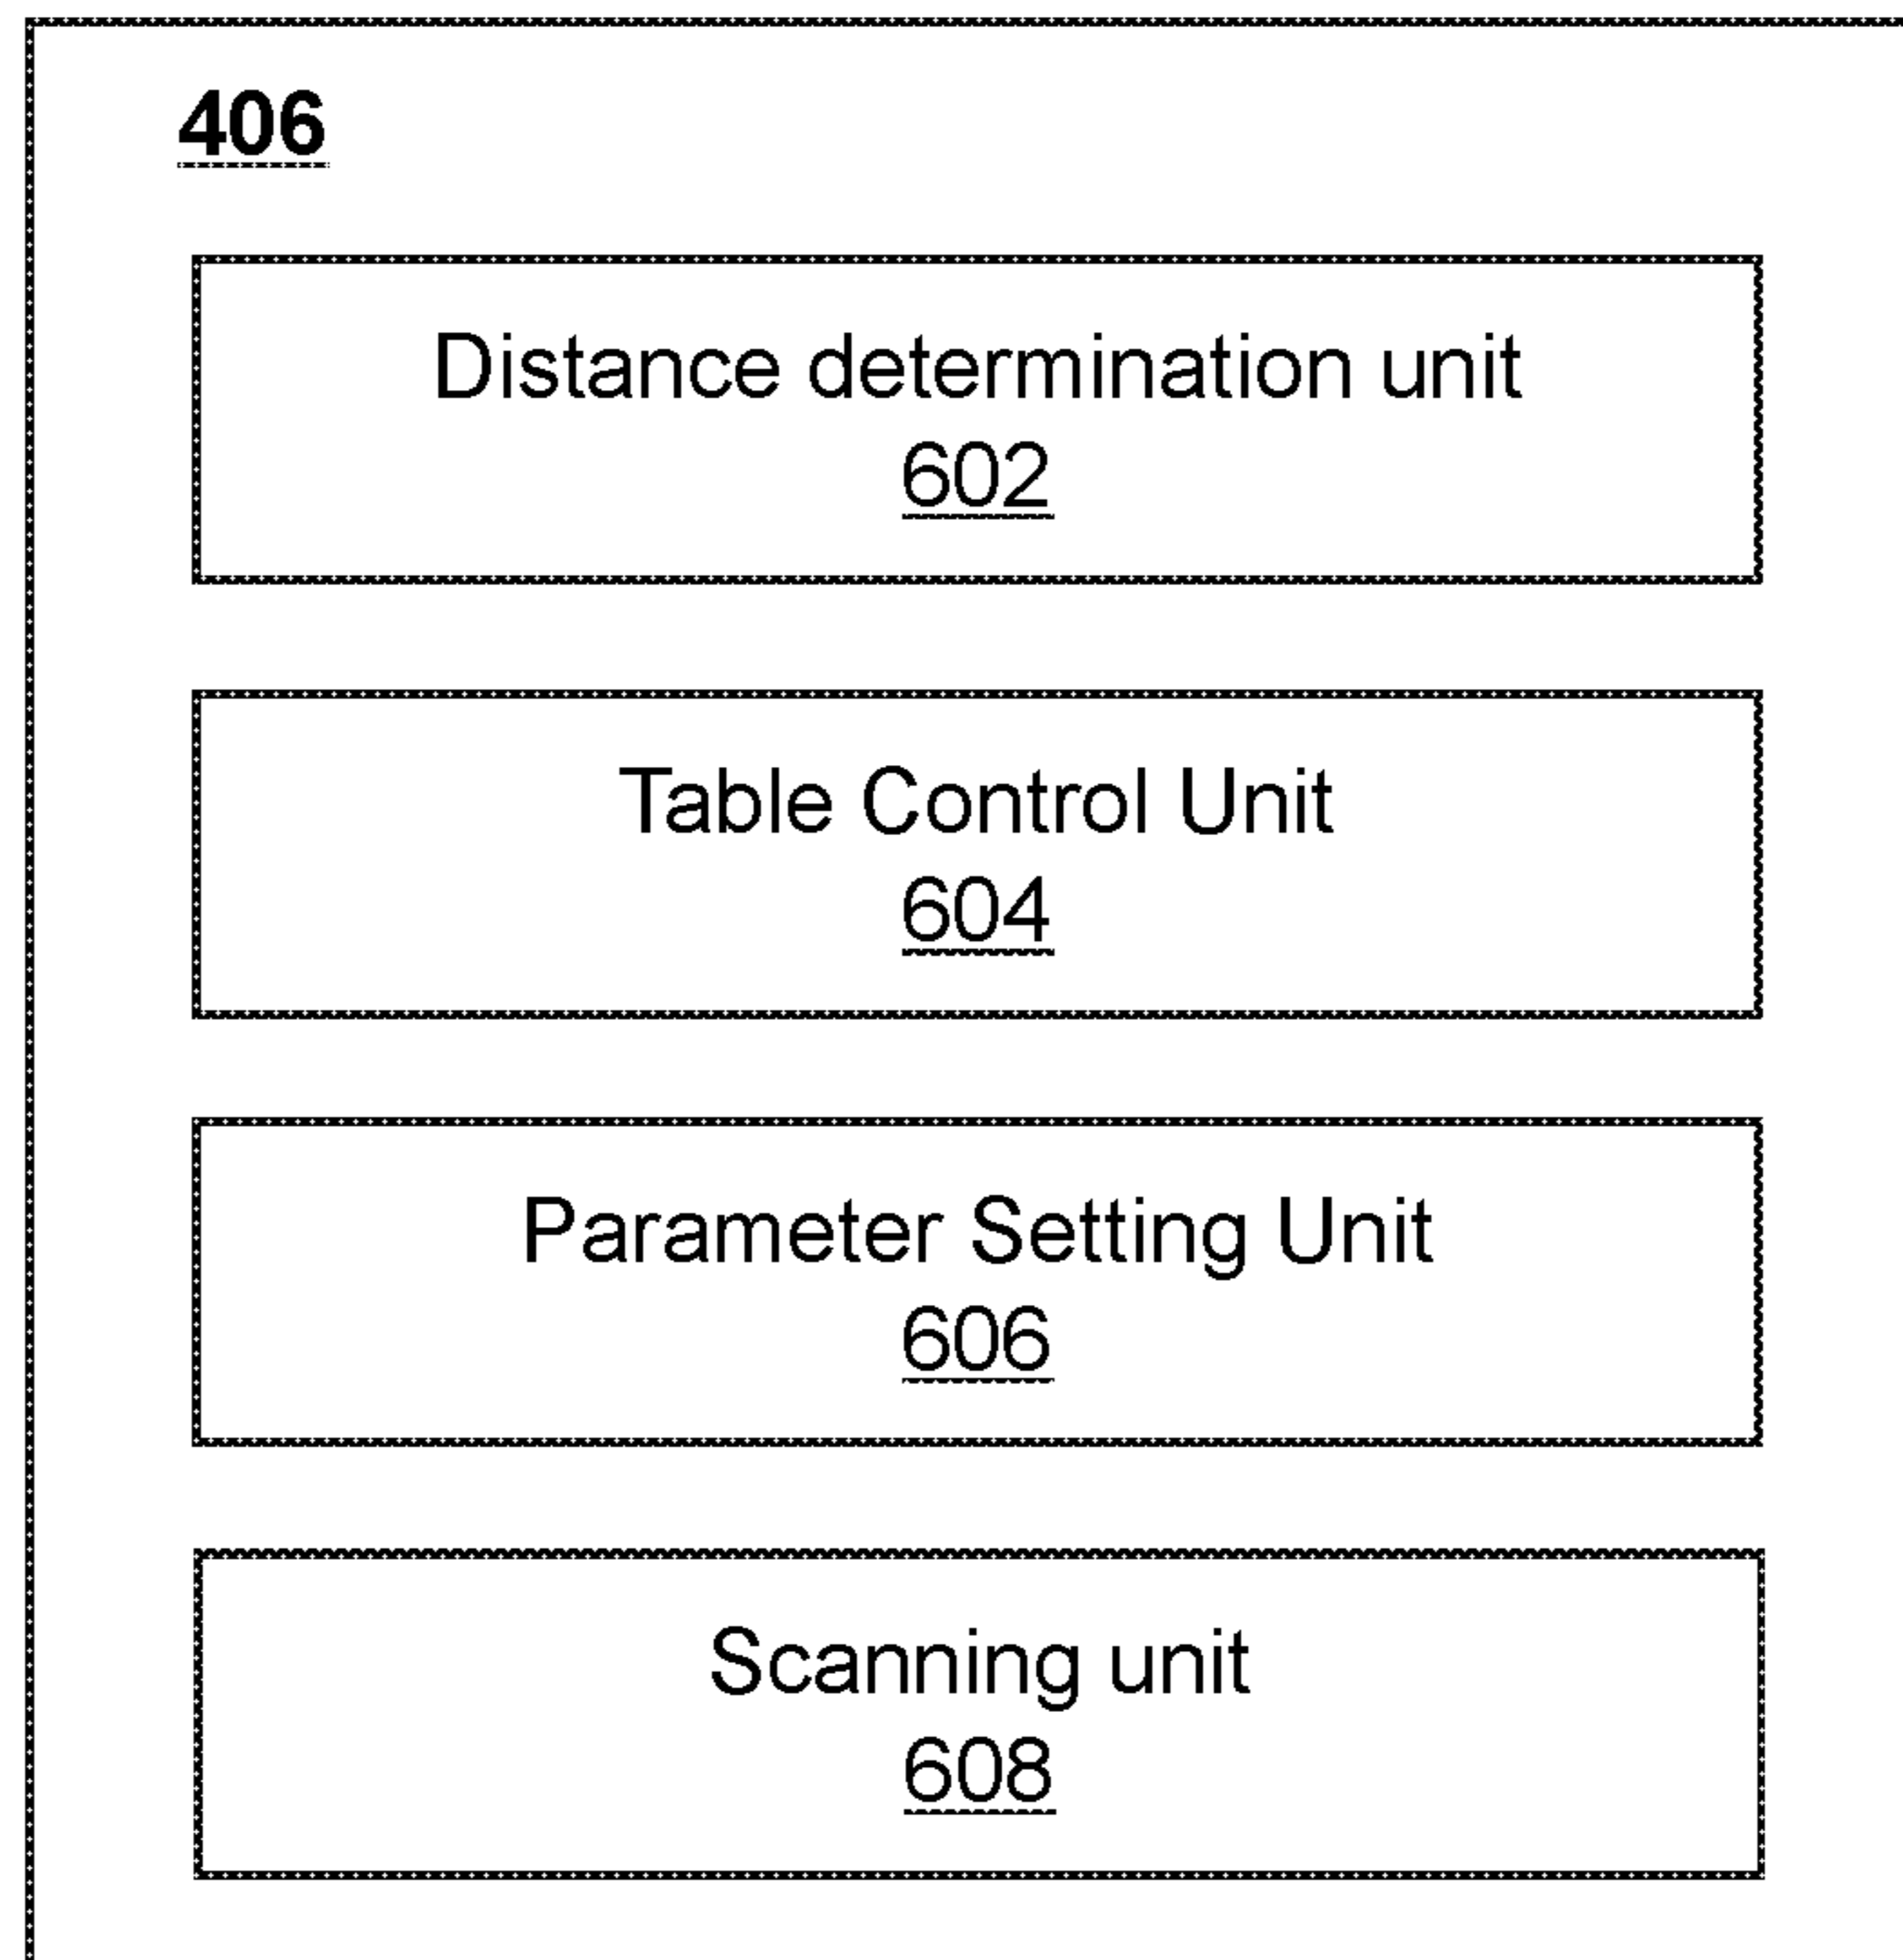 406
Distance determination unit
602
Table Control Unit
604
Parameter Setting Unit
606
Scanning unit
608